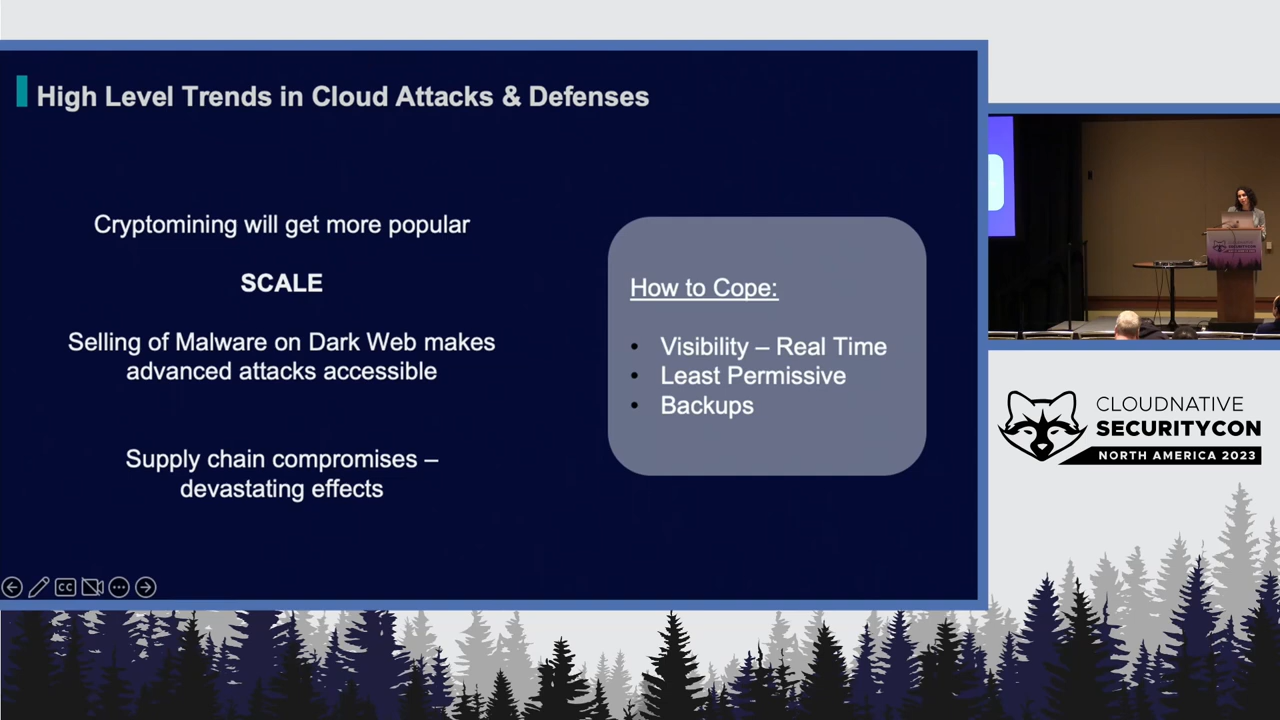 High Level Trends in Cloud Attacks & Defenses
Cryptomining will get more popular
SCALE
Selling of Malware on Dark Web makes
advanced attacks accessible
Supply chain compromises –
devastating effects
How to Cope:
• Visibility – Real Time
• Least Permissive
• Backups
CC
CLOUDNATIVE
SECURITYCON
NORTH AMERICA 2023